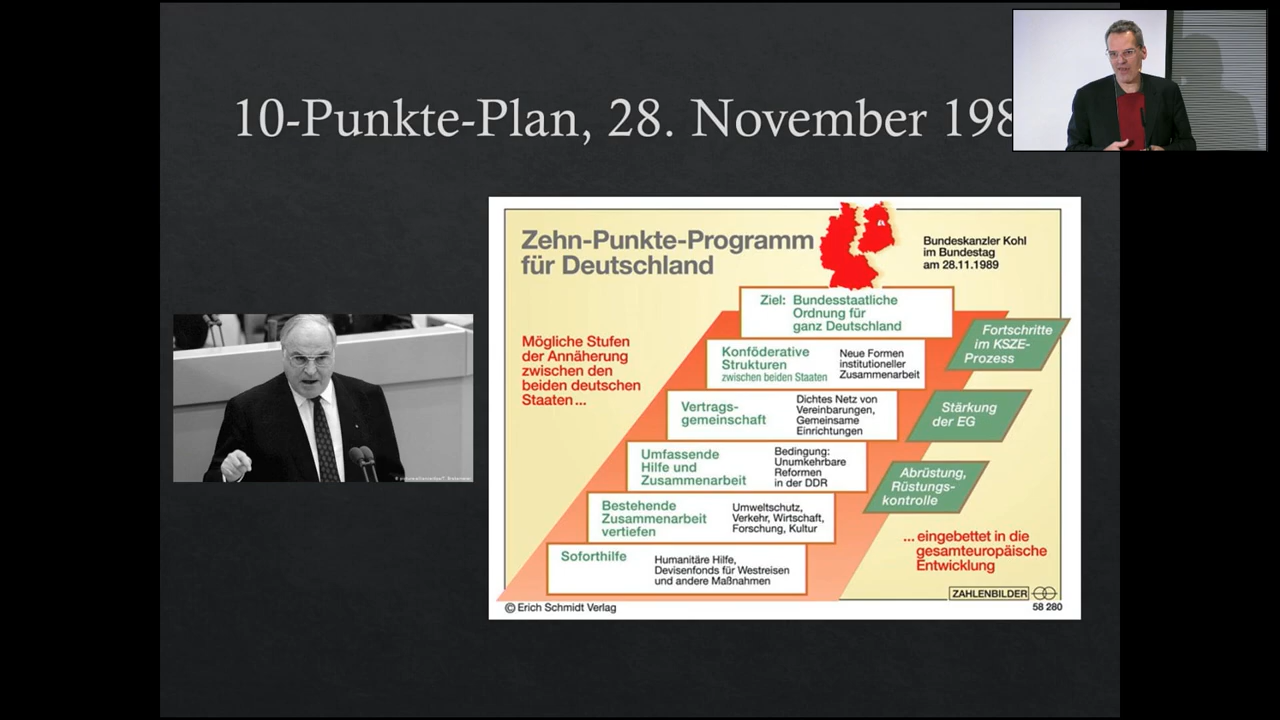 10-Punkte-Plan, 28. November 198
Zehn-Punkte-Programm
für Deutschland
Bundeskanzler Kohl
im Bundestag
am 28.11.1989
Mögliche Stufen
der Annäherung
zwischen den
beiden deutschen
Staaten...
Ziel: Bundesstaatliche
Ordnung für
ganz Deutschland
Konföderative
Strukturen
zwischen beiden Staaten
Neue Formen
institutioneller
Zusammenarbeit
Vertrags-
gemeinschaft
Dichtes Netz von
Vereinbarungen,
Gemeinsame
Einrichtungen
Umfassende
Hilfe und
Zusammenarbeit
Bedingung:
Unumkehrbare
Reformen
in der DDR
Bestehende
Zusammenarbeit
vertiefen
Umweltschutz,
Verkehr, Wirtschaft,
Forschung, Kultur
Soforthilfe
Humanitäre Hilfe,
Devisenfonds für Westreisen
und andere Maßnahmen
Fortschritte
im KSZE-
Prozess
Stärkung
der EG
Abrüstung,
Rüstungs-
kontrolle
... eingebettet in die
gesamteuropäische
Entwicklung
ZAHLENBILDER
58 280
© Erich Schmidt Verlag